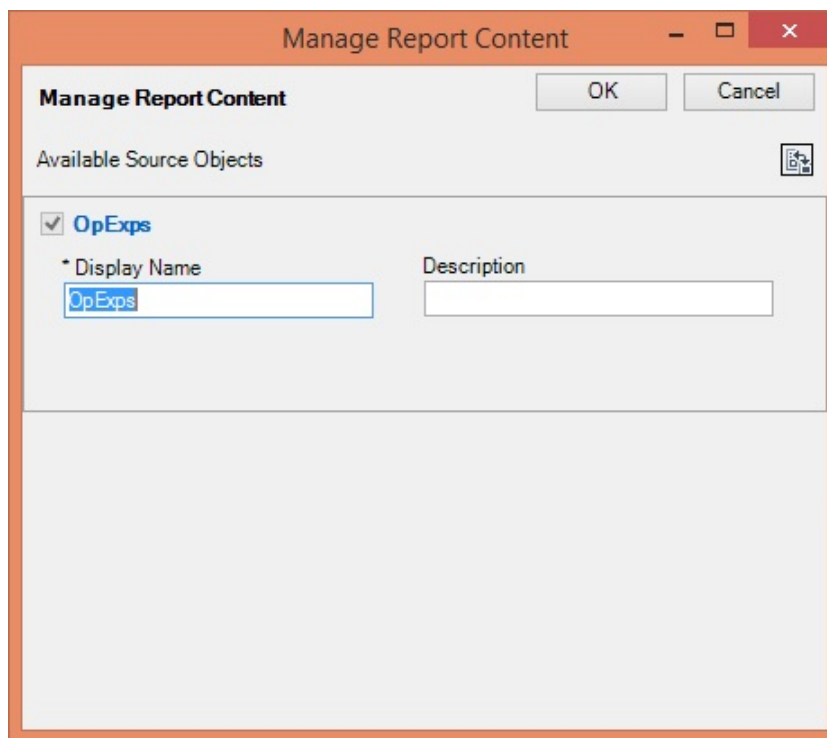 Manage Report Content
Manage Report Content
OK
Cancel
Available Source Objects
OpExps
* Display Name
Description
OpExps